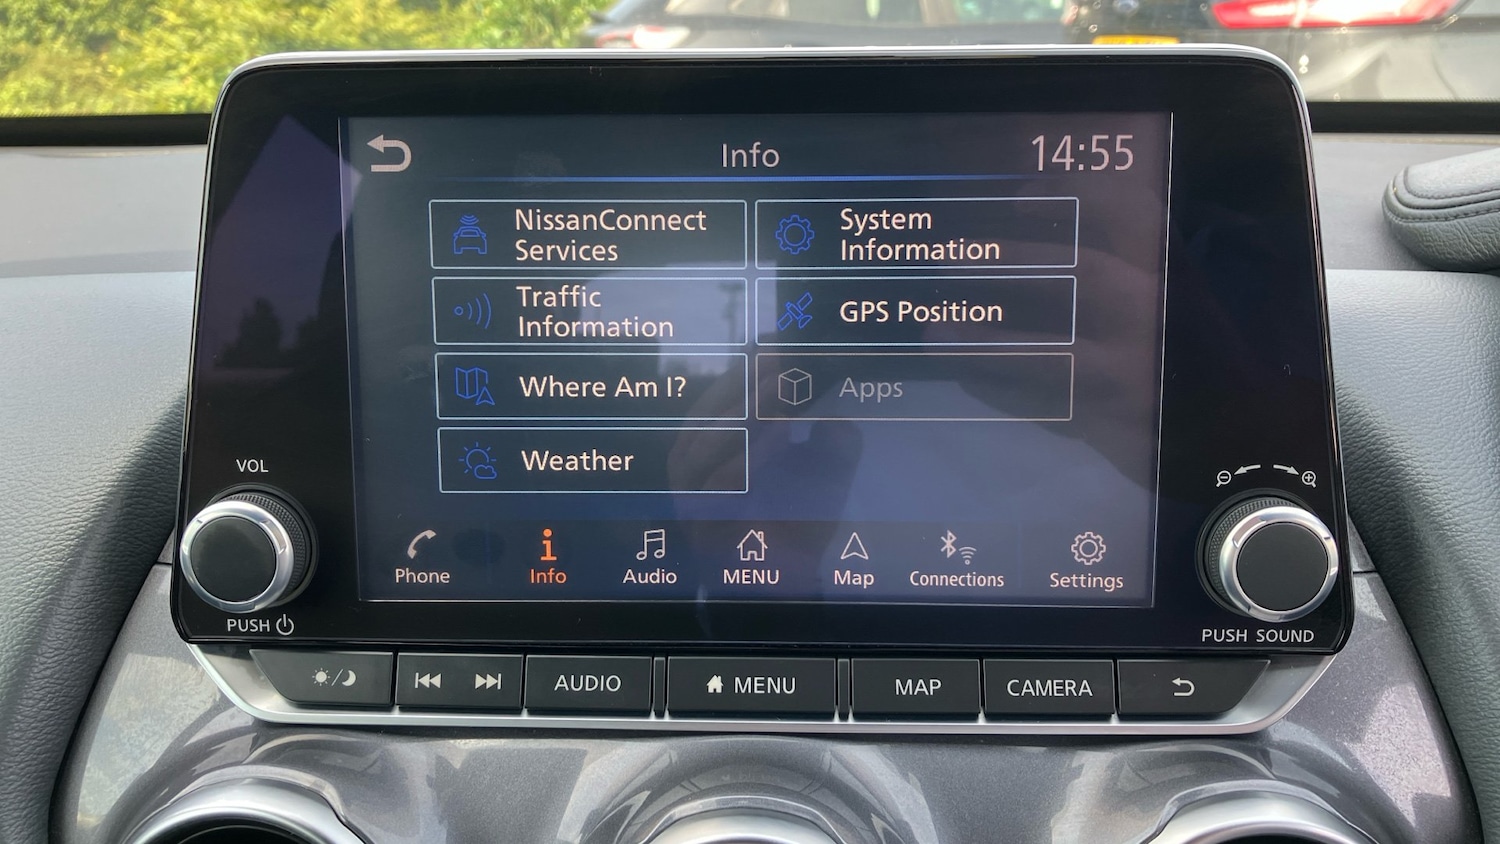 Info
14:55
NissanConnect
Services
System
Information
Traffic
Information
GPS Position
Where Am I?
Apps
Weather
VOL
PUSH
Phone
Info
Audio
MENU
Map
Connections
Settings
PUSH SOUND
AUDIO
MENU
MAP
CAMERA